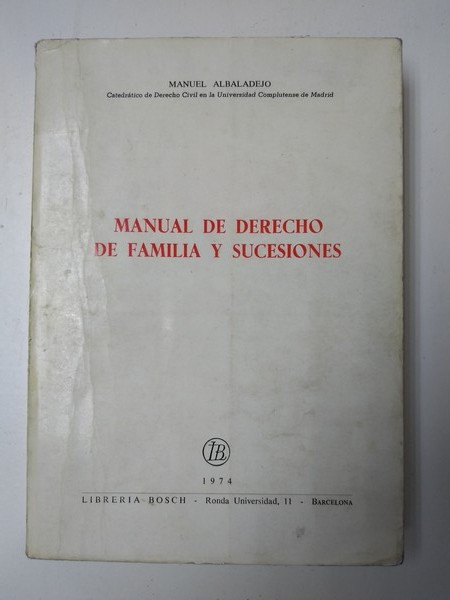 MANUEL ALBALADEJO
Catedrático de Derecho Civil en la Universidad Complutense de Madrid
MANUAL DE DERECHO
DE FAMILIA Y SUCESIONES
LB
1974
LIBRERIA BOSCH - Ronda Universidad, 11 - BARCELONA